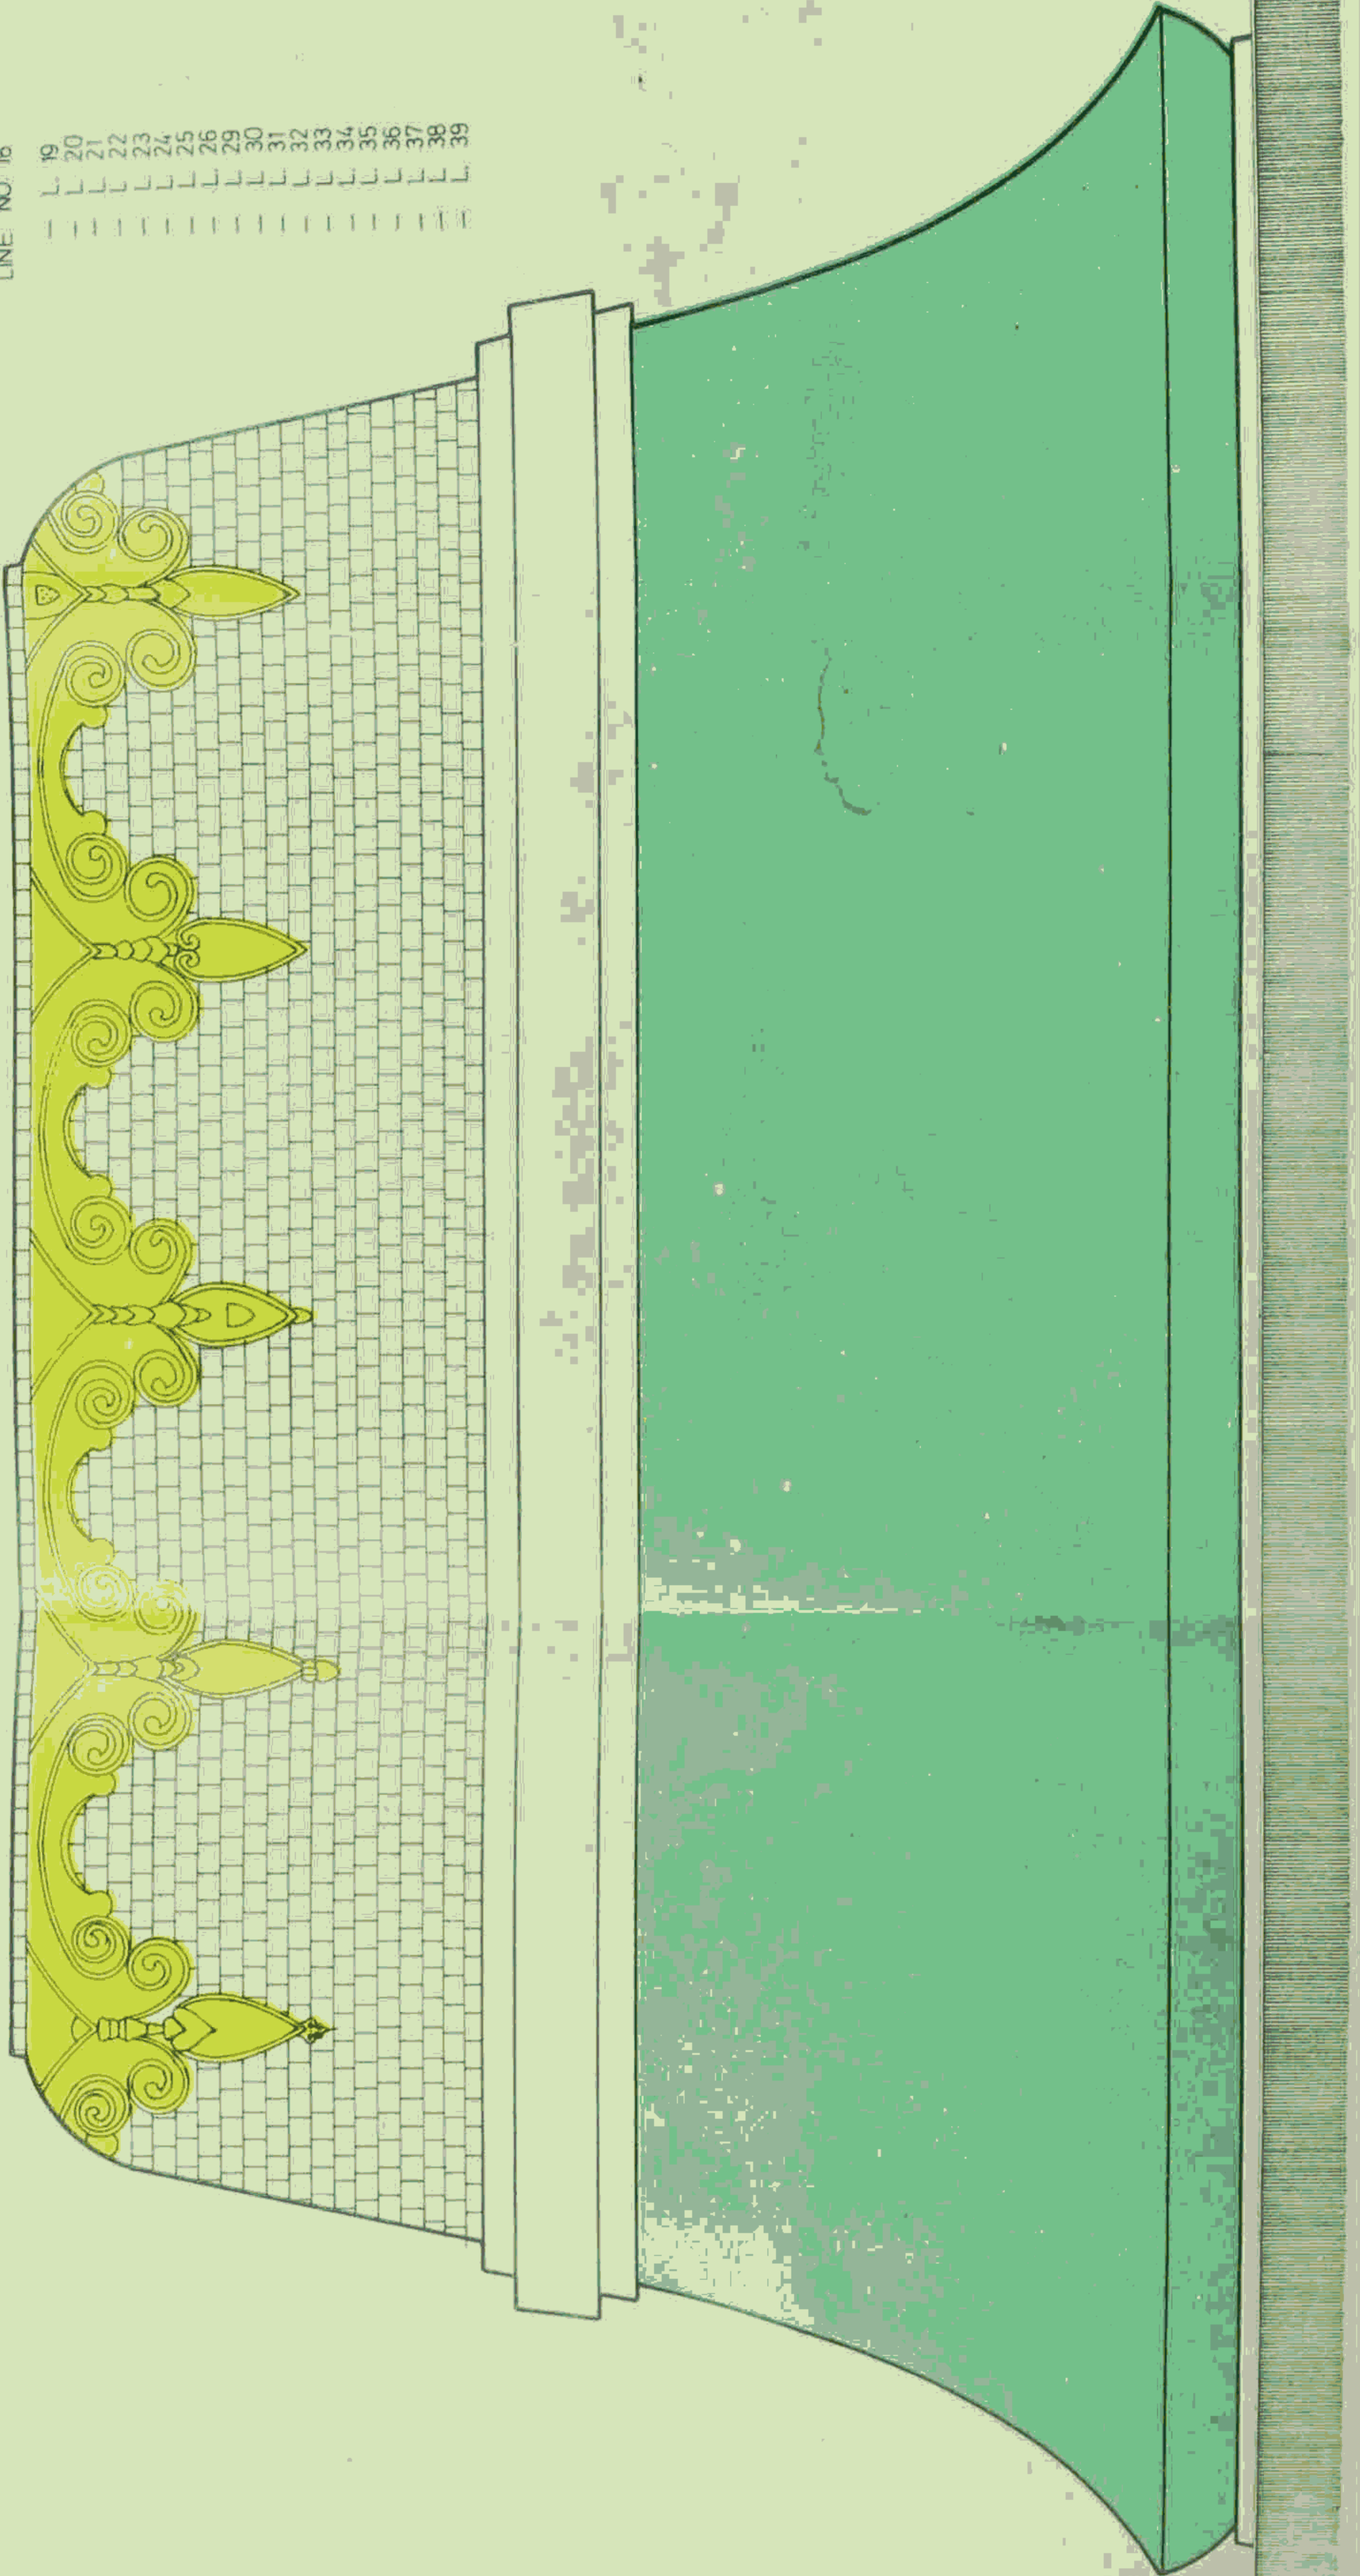 LINE NO. 16
— L. 19
— L. 20
— L. 21
— L. 22
— L. 23
— L. 24
— L. 25
— L. 26
— L. 29
— L. 30
— L. 31
— L. 32
— L. 33
— L. 34
— L. 35
— L. 36
— L. 37
— L. 38
— L. 39